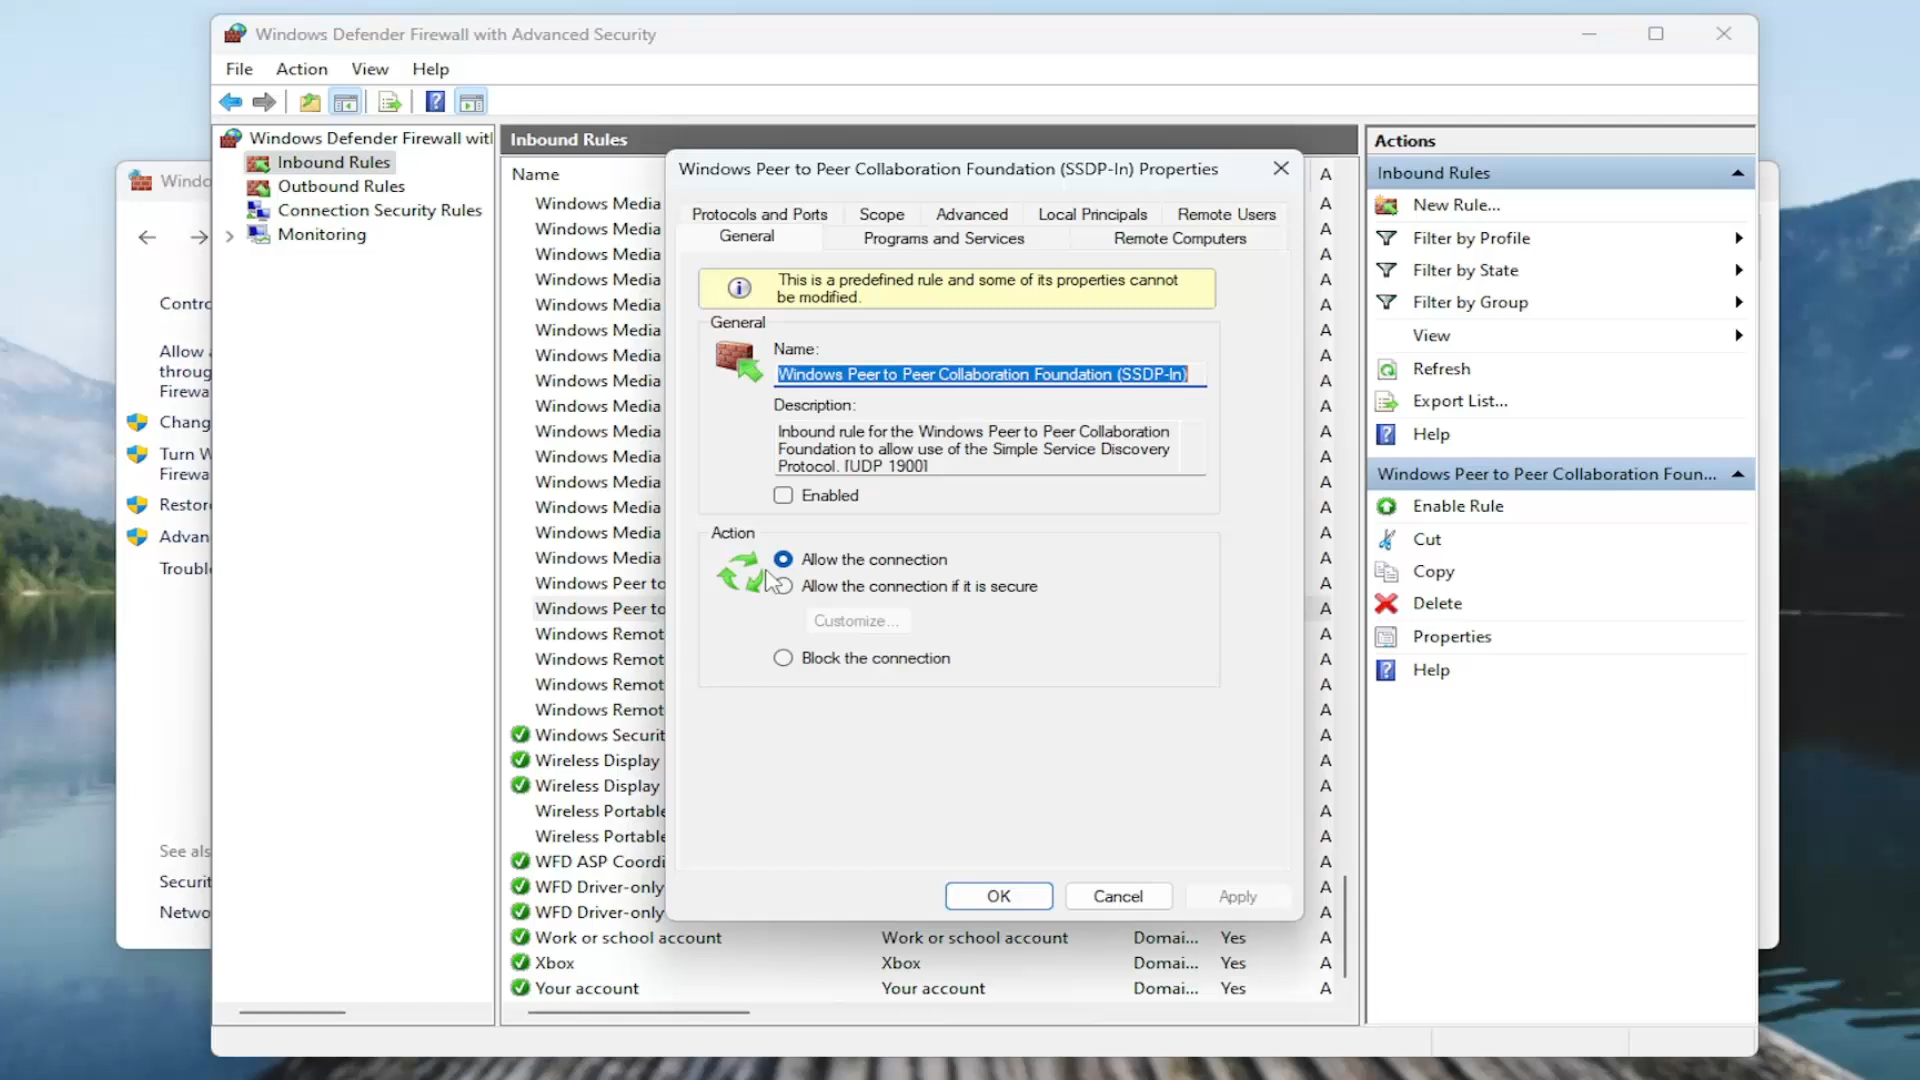 Windows Defender Firewall with Advanced Security
File Action View Help
Windows Defender Firewall wit
Inbound Rules
Outbound Rules
Connection Security Rules
Monitoring
Windo
Contro
Allow
throug
Firewa
Chang
Turn W
Firewa
Restor
Advan
Troubl
See als
Securit
Netwo
Inbound Rules
Name
A
Windows Media
A
Windows Media
A
Windows Media
A
Windows Media
A
Windows Media
A
Windows Media
A
Windows Media
A
Windows Media
A
Windows Media
A
Windows Media
A
Windows Media
A
Windows Media
A
Windows Media
A
Windows Media
A
Windows Media
A
Windows Peer to
A
Windows Peer to
A
Windows Remot
A
Windows Remot
A
Windows Remot
A
Windows Remot
A
Windows Securit
A
Wireless Display
A
Wireless Display
A
Wireless Portable
A
Wireless Portable
A
WFD ASP Coordi
A
WFD Driver-only
A
WFD Driver-only
A
Work or school account Work or school account Domai... Yes A
Xbox Xbox Domai... Yes A
Your account Your account Domai... Yes A
Windows Peer to Peer Collaboration Foundation (SSDP-In) Properties
Protocols and Ports Scope Advanced Local Principals Remote Users
General Programs and Services Remote Computers
This is a predefined rule and some of its properties cannot
be modified.
General
Name:
Windows Peer to Peer Collaboration Foundation (SSDP-In)
Description:
Inbound rule for the Windows Peer to Peer Collaboration
Foundation to allow use of the Simple Service Discovery
Protocol. [UDP 1900]
Enabled
Action
Allow the connection
Allow the connection if it is secure
Customize...
Block the connection
OK Cancel Apply
Actions
Inbound Rules
New Rule...
Filter by Profile
Filter by State
Filter by Group
View
Refresh
Export List...
Help
Windows Peer to Peer Collaboration Foun...
Enable Rule
Cut
Copy
Delete
Properties
Help